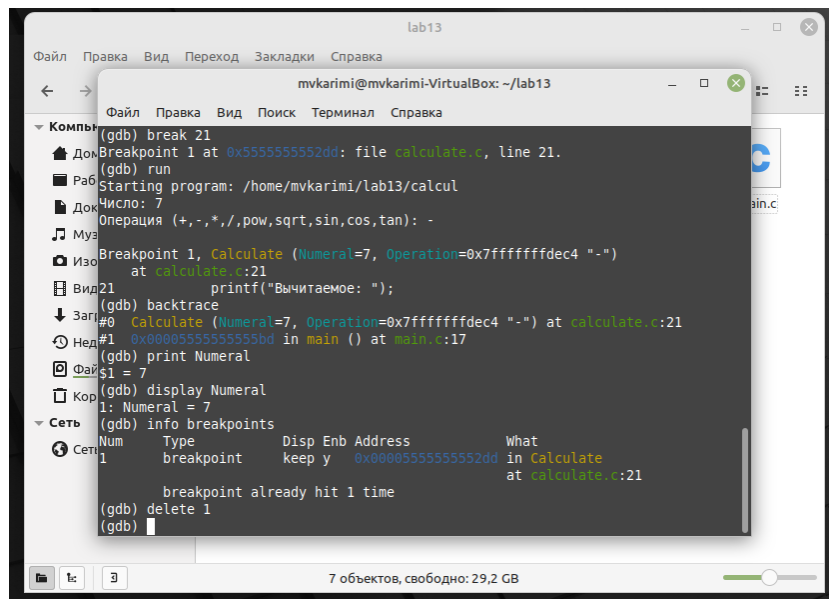 lab13
Файл Правка Вид Переход Закладки Справка
mvkarimi@mvkarimi-VirtualBox: ~/lab13
Файл Правка Вид Поиск Терминал Справка
Компь
Дом
Раб
Док
Муз
Изо
Вид
Загр
Нед
Фай
Кор
Сеть
Сеть
ain.c
(gdb) break 21
Breakpoint 1 at 0x5555555552dd: file calculate.c, line 21.
(gdb) run
Starting program: /home/mvkarimi/lab13/calcul
Число: 7
Операция (+,-,*,/,pow,sqrt,sin,cos,tan): -
Breakpoint 1, Calculate (Numeral=7, Operation=0x7fffffffdec4 "-")
at calculate.c:21
21 printf("Вычитаемое: ");
(gdb) backtrace
#0 Calculate (Numeral=7, Operation=0x7fffffffdec4 "-") at calculate.c:21
#1 0x00005555555555bd in main () at main.c:17
(gdb) print Numeral
$1 = 7
(gdb) display Numeral
1: Numeral = 7
(gdb) info breakpoints
Num Type Disp Enb Address What
1 breakpoint keep y 0x00005555555552dd in Calculate
at calculate.c:21
breakpoint already hit 1 time
(gdb) delete 1
(gdb)
7 объектов, свободно: 29,2 GB